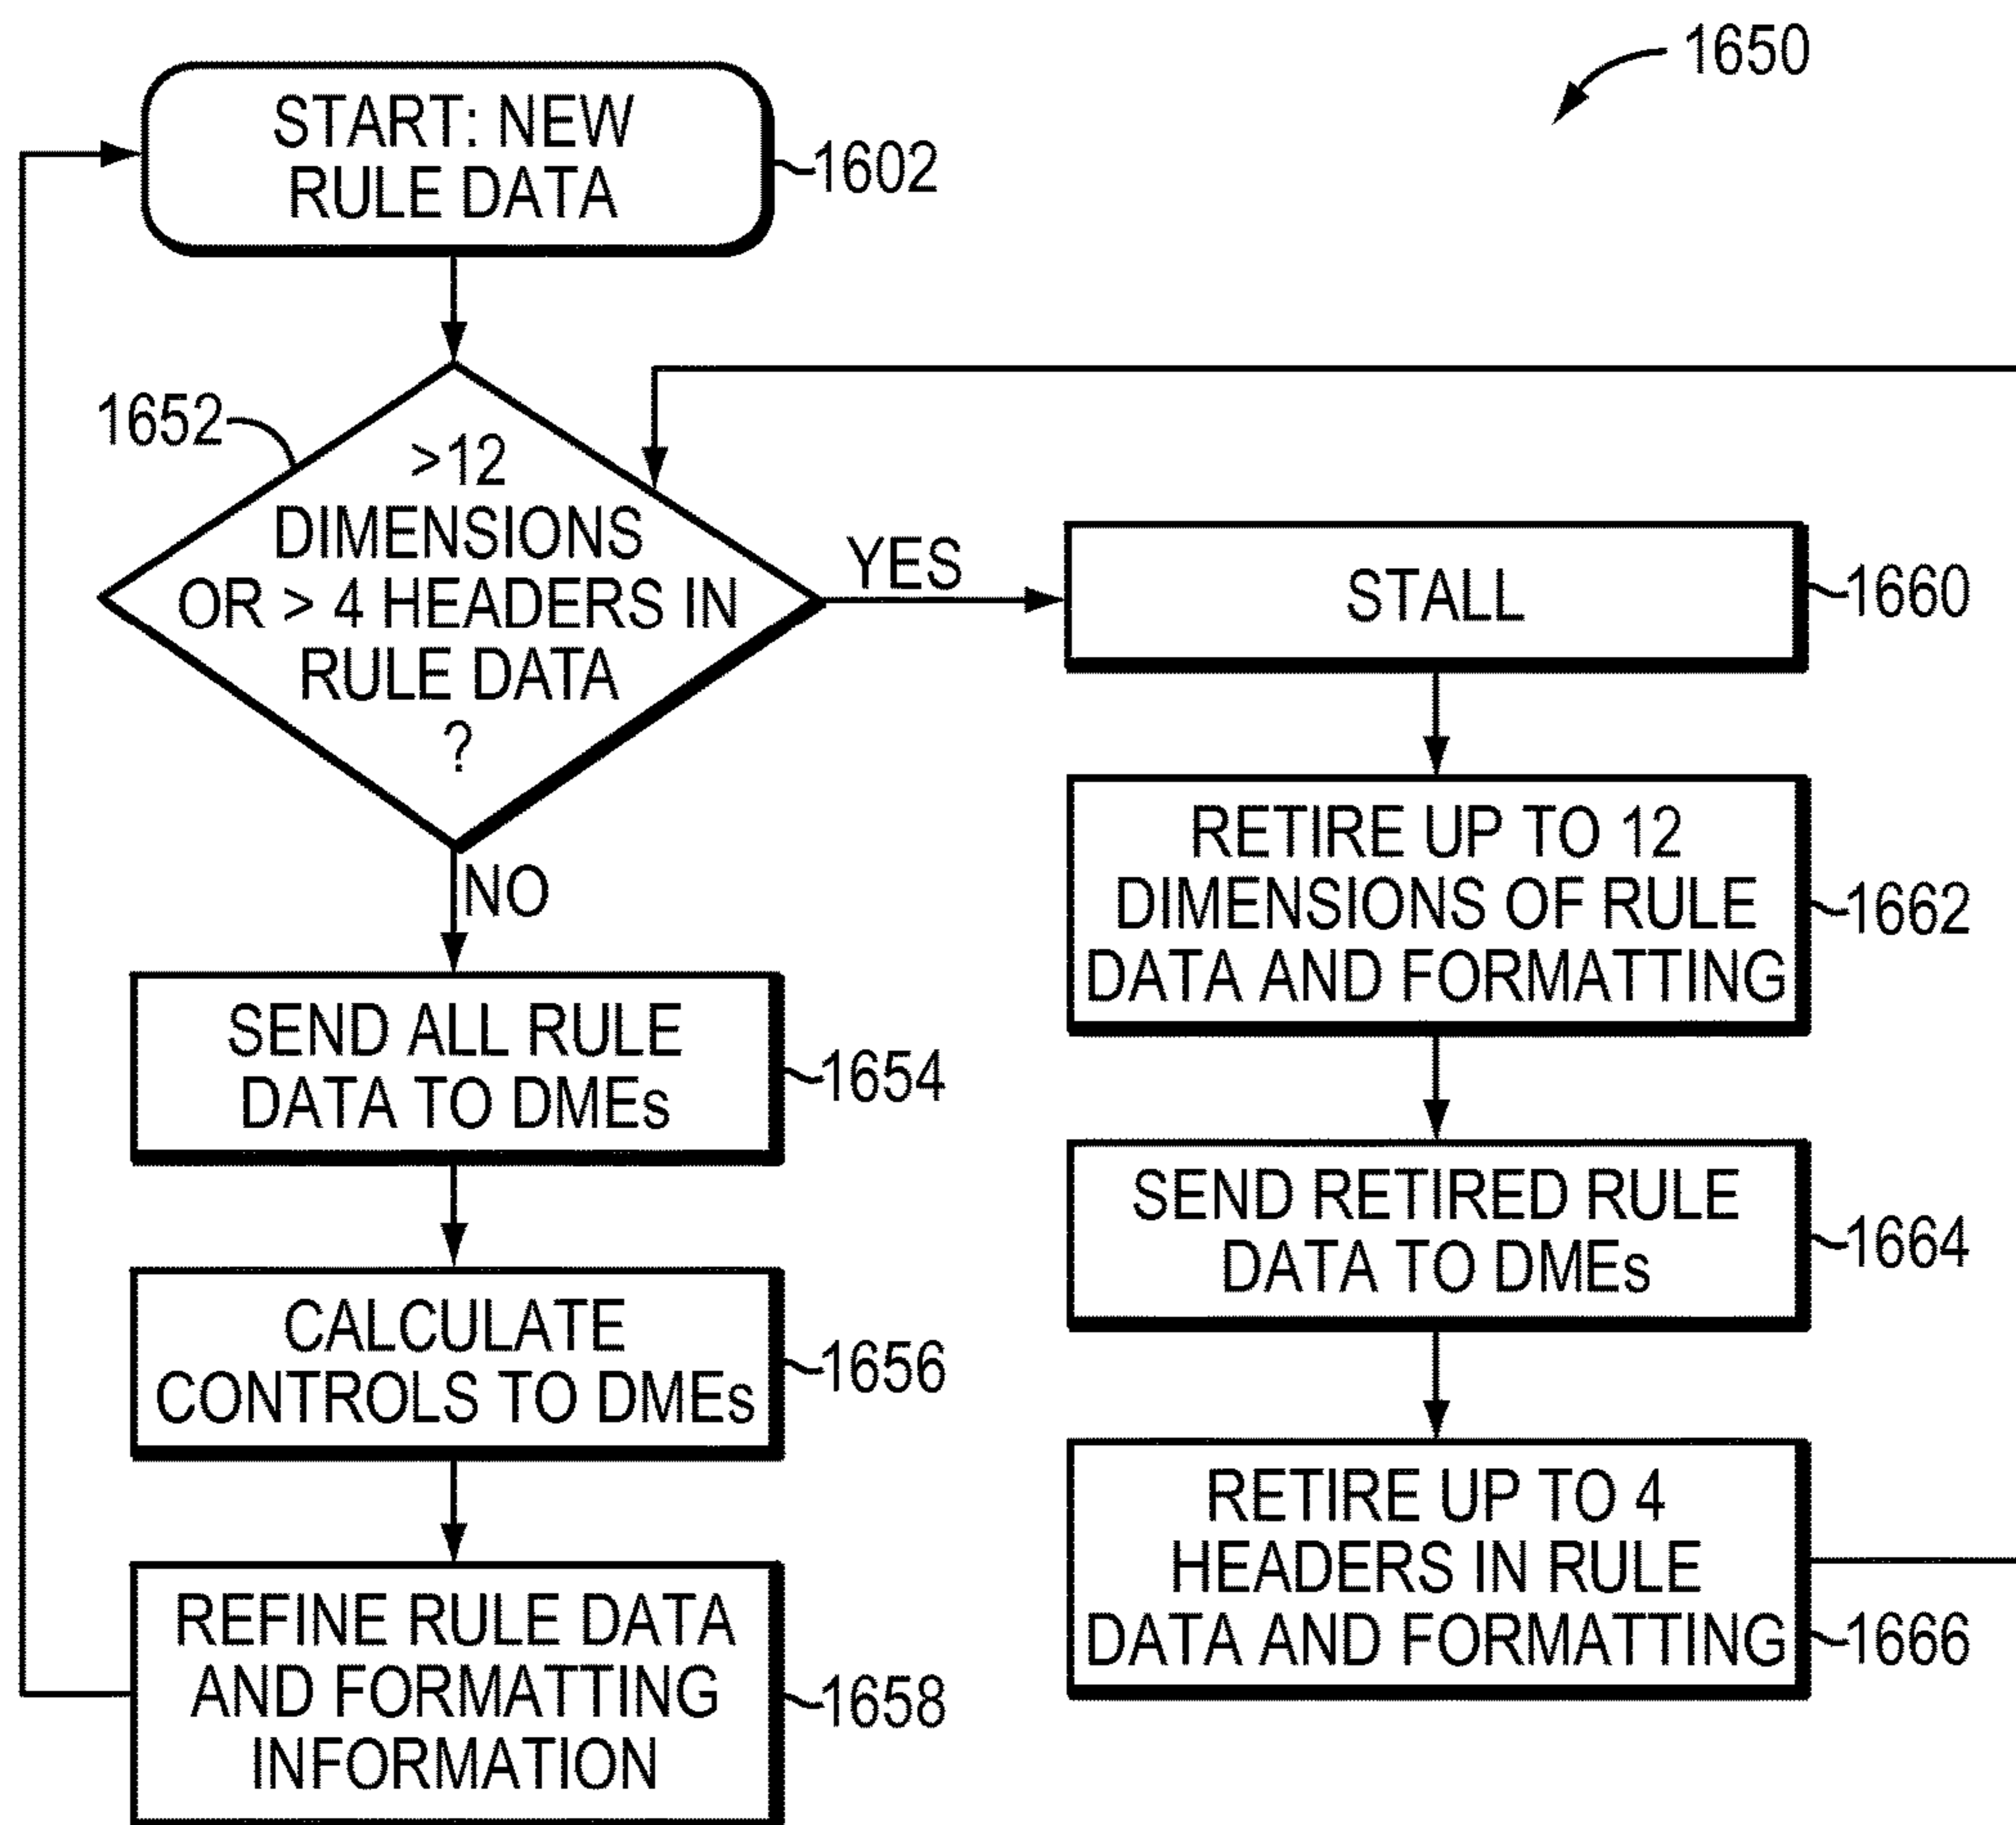 1650
START: NEW
RULE DATA
1602
1652
>12
DIMENSIONS
OR > 4 HEADERS IN
RULE DATA
?
YES
NO
SEND ALL RULE
DATA TO DMEs
1654
CALCULATE
CONTROLS TO DMEs
1656
REFINE RULE DATA
AND FORMATTING
INFORMATION
1658
STALL
1660
RETIRE UP TO 12
DIMENSIONS OF RULE
DATA AND FORMATTING
1662
SEND RETIRED RULE
DATA TO DMEs
1664
RETIRE UP TO 4
HEADERS IN RULE
DATA AND FORMATTING
1666